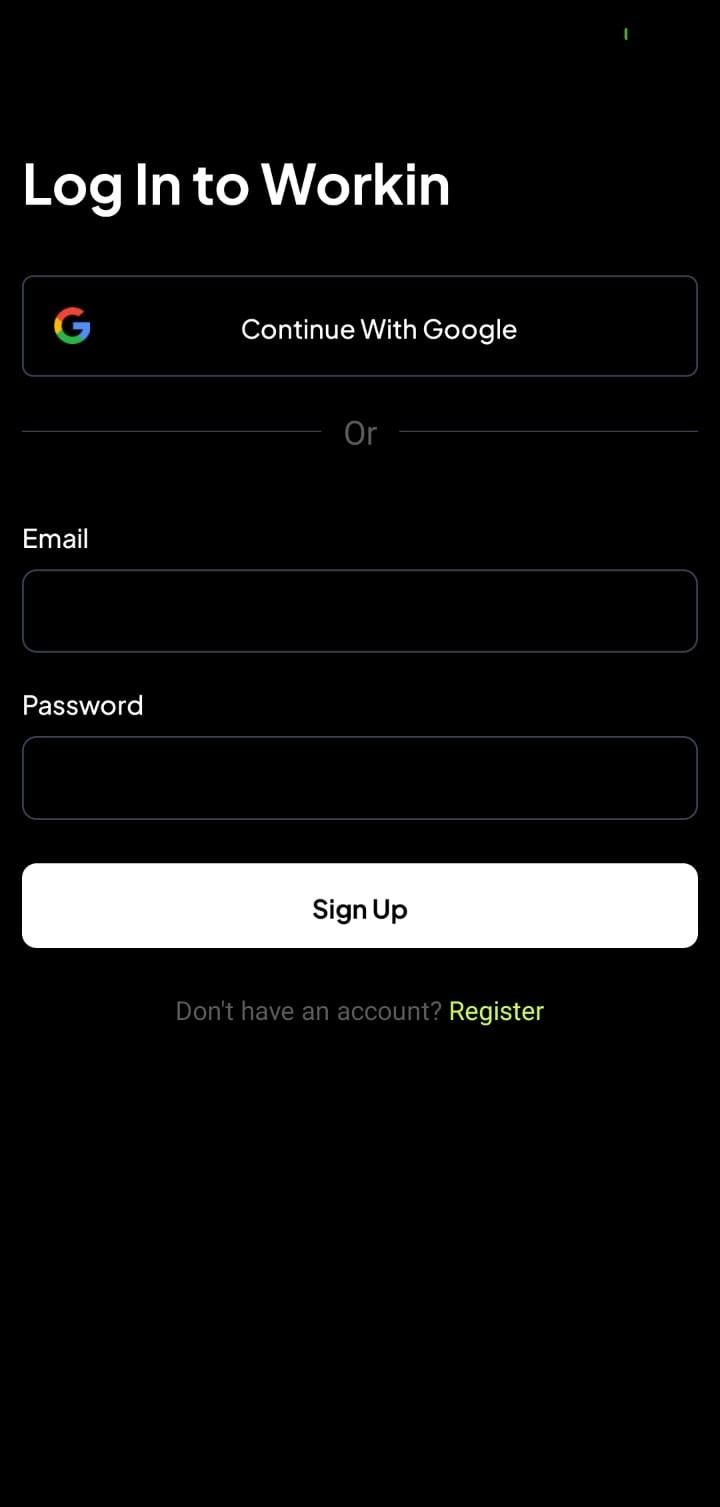 Log In to Workin
Continue With Google
Or
Email
Password
Sign Up
Don't have an account? Register